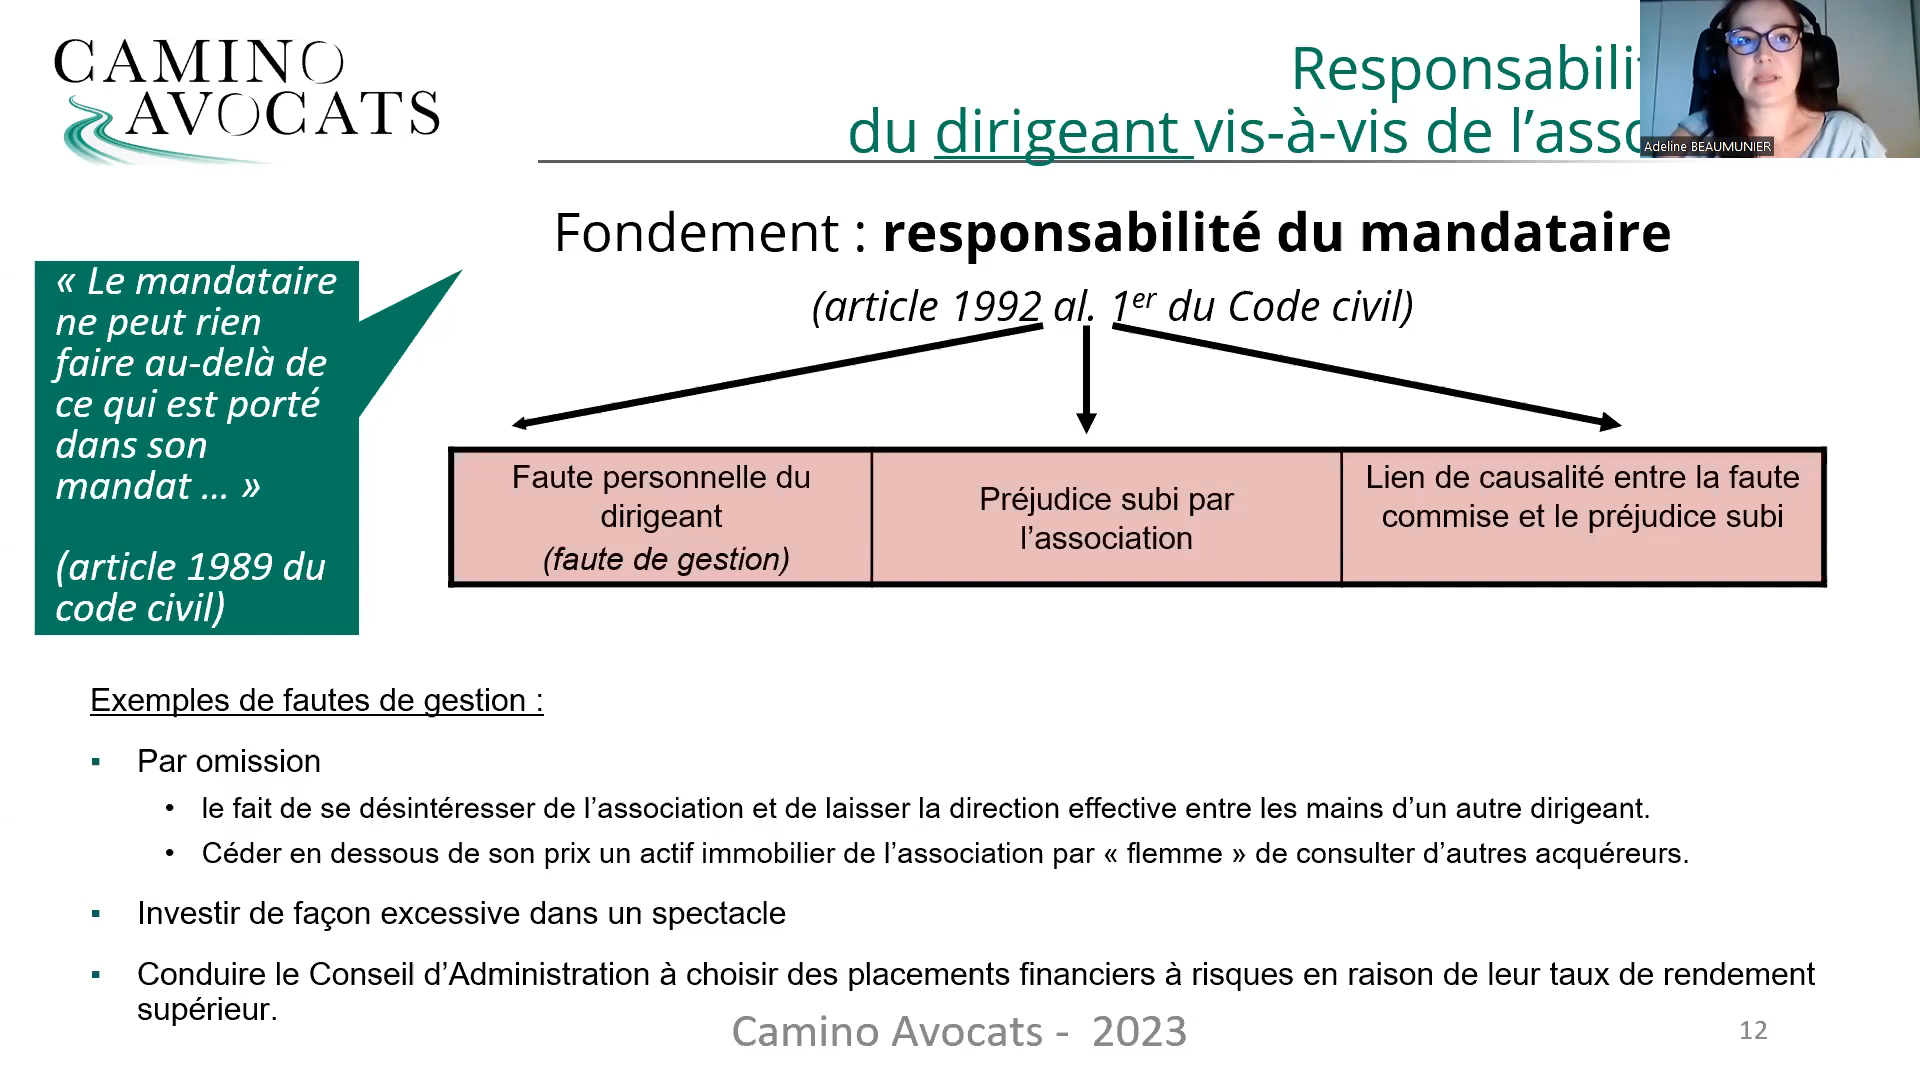 CAMINO
AVOCATS
du dirigeant vis-à-vis de
Adeline BEAUMUNIER
Fondement : responsabilité du mandataire
(article 1992 al. 1er du Code civil)
« Le mandataire
ne peut rien
faire au-delà de
ce qui est porté
dans son
mandat ... »
(article 1989 du
code civil)
Faute personnelle du
dirigeant
(faute de gestion)
Préjudice subi par
l’association
Lien de causalité entre la faute
commise et le préjudice subi
Exemples de fautes de gestion :
▪ Par omission
• le fait de se désintéresser de l’association et de laisser la direction effective entre les mains d’un autre dirigeant.
• Céder en dessous de son prix un actif immobilier de l’association par « flemme » de consulter d’autres acquéreurs.
▪ Investir de façon excessive dans un spectacle
▪ Conduire le Conseil d’Administration à choisir des placements financiers à risques en raison de leur taux de rendement
supérieur.
Camino Avocats - 2023
12